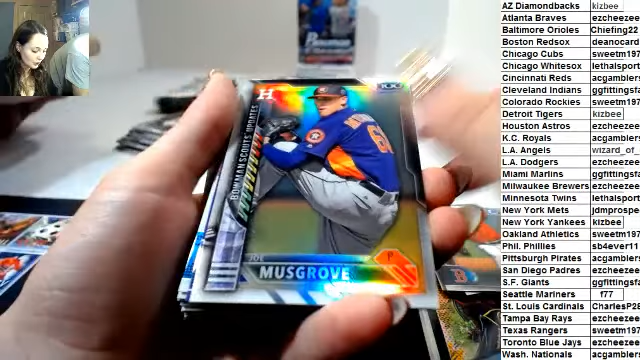 BOWMAN SCOUTS' UPDATES
H
100
JOE
MUSGROVE
P
AZ Diamondbacks kizbee
Atlanta Braves ezcheezee
Baltimore Orioles Chiefing22
Boston Redsox deanocard
Chicago Cubs sweetm197
Chicago Whitesox lethalsport
Cincinnati Reds acgambler
Cleveland Indians ggfittingsf
Colorado Rockies sweetm197
Detroit Tigers kizbee
Houston Astros ezcheezee
K.C. Royals acgambler
L.A. Angels wizard_of_
L.A. Dodgers ezcheezee
Miami Marlins ggfittingsf
Milwaukee Brewers ezcheezee
Minnesota Twins lethalsport
New York Mets jdmprospe
New York Yankees kizbee
Oakland Athletics sweetm197
Phil. Phillies sb4ever11
Pittsburgh Pirates acgambler
San Diego Padres ezcheezee
S.F. Giants ggfittingsf
Seattle Mariners f77
St. Louis Cardinals CharlesP28
Tampa Bay Rays ezcheezee
Texas Rangers sweetm197
Toronto Blue Jays ezcheezee
Wash. Nationals acgambler